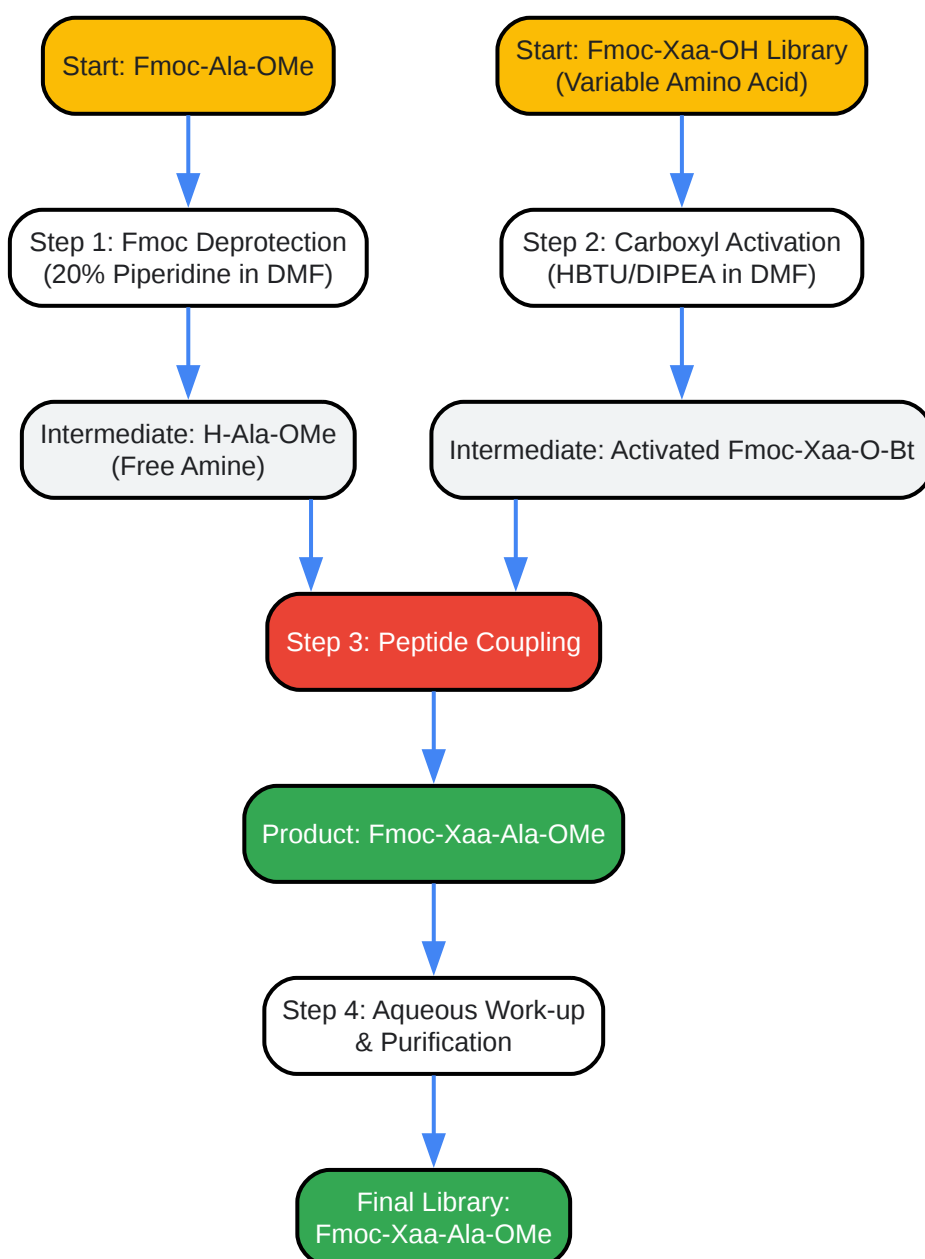 Start: Fmoc-Ala-OMe
Start: Fmoc-Xaa-OH Library
(Variable Amino Acid)
Step 1: Fmoc Deprotection
(20% Piperidine in DMF)
Step 2: Carboxyl Activation
(HBTU/DIPEA in DMF)
Intermediate: H-Ala-OMe
(Free Amine)
Intermediate: Activated Fmoc-Xaa-O-Bt
Step 3: Peptide Coupling
Product: Fmoc-Xaa-Ala-OMe
Step 4: Aqueous Work-up
& Purification
Final Library:
Fmoc-Xaa-Ala-OMe